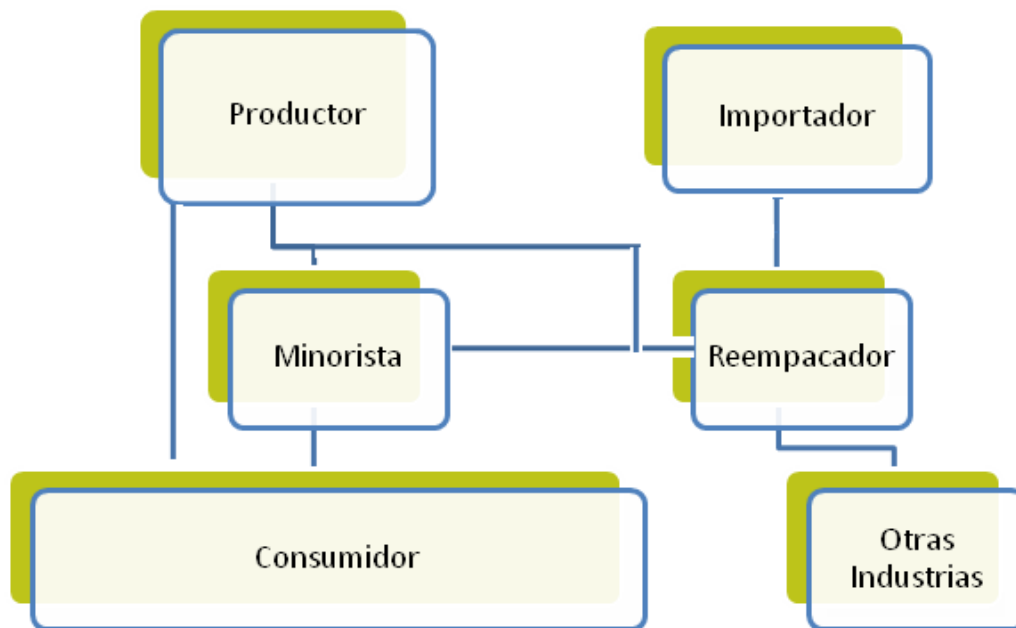 Productor
Importador
Minorista
Reempacador
Consumidor
Otras
Industrias